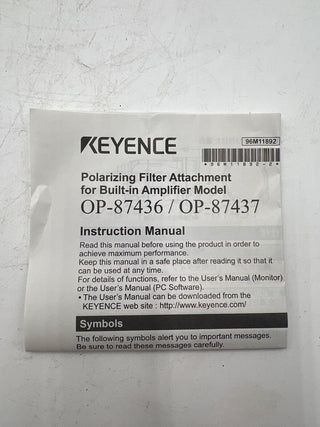 KEYENCE
96M11892
*96M11892-2*
Polarizing Filter Attachment
for Built-in Amplifier Model
OP-87436 / OP-87437
Instruction Manual
Read this manual before using the product in order to
achieve maximum performance.
Keep this manual in a safe place after reading it so that it
can be used at any time.
For details of functions, refer to the User's Manual (Monitor)
or the User's Manual (PC Software).
• The User's Manual can be downloaded from the
KEYENCE web site : http://www.keyence.com/
Symbols
The following symbols alert you to important messages.
Be sure to read these messages carefully.